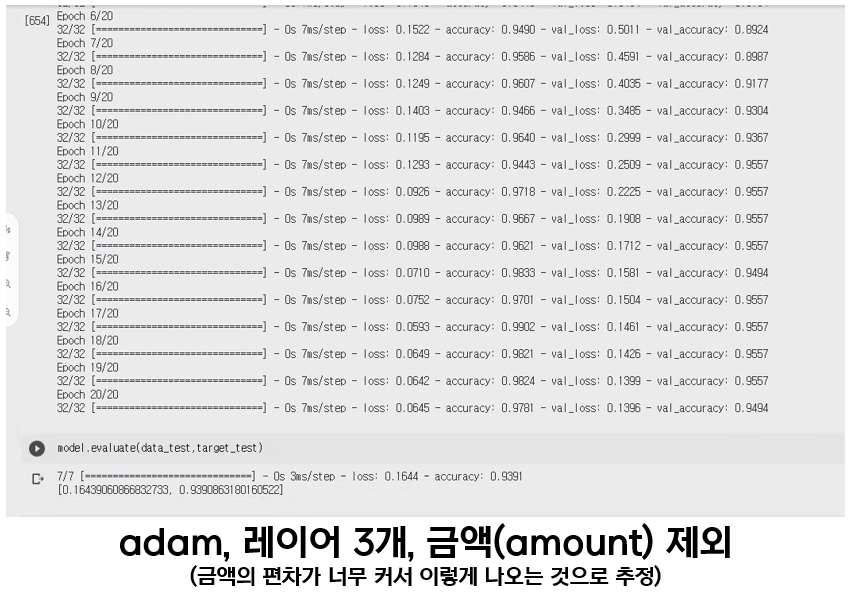 [654] Epoch 6/20
32/32 [==============================] - 0s 7ms/step - loss: 0.1522 - accuracy: 0.9490 - val_loss: 0.5011 - val_accuracy: 0.8924
Epoch 7/20
32/32 [==============================] - 0s 7ms/step - loss: 0.1284 - accuracy: 0.9586 - val_loss: 0.4591 - val_accuracy: 0.8987
Epoch 8/20
32/32 [==============================] - 0s 7ms/step - loss: 0.1249 - accuracy: 0.9607 - val_loss: 0.4035 - val_accuracy: 0.9177
Epoch 9/20
32/32 [==============================] - 0s 7ms/step - loss: 0.1403 - accuracy: 0.9466 - val_loss: 0.3485 - val_accuracy: 0.9304
Epoch 10/20
32/32 [==============================] - 0s 7ms/step - loss: 0.1195 - accuracy: 0.9640 - val_loss: 0.2999 - val_accuracy: 0.9367
Epoch 11/20
32/32 [==============================] - 0s 7ms/step - loss: 0.1293 - accuracy: 0.9443 - val_loss: 0.2509 - val_accuracy: 0.9557
Epoch 12/20
32/32 [==============================] - 0s 7ms/step - loss: 0.0926 - accuracy: 0.9718 - val_loss: 0.2225 - val_accuracy: 0.9557
Epoch 13/20
32/32 [==============================] - 0s 7ms/step - loss: 0.0989 - accuracy: 0.9667 - val_loss: 0.1908 - val_accuracy: 0.9557
Epoch 14/20
32/32 [==============================] - 0s 7ms/step - loss: 0.0988 - accuracy: 0.9621 - val_loss: 0.1712 - val_accuracy: 0.9557
Epoch 15/20
32/32 [==============================] - 0s 7ms/step - loss: 0.0710 - accuracy: 0.9833 - val_loss: 0.1581 - val_accuracy: 0.9494
Epoch 16/20
32/32 [==============================] - 0s 7ms/step - loss: 0.0752 - accuracy: 0.9701 - val_loss: 0.1504 - val_accuracy: 0.9557
Epoch 17/20
32/32 [==============================] - 0s 7ms/step - loss: 0.0593 - accuracy: 0.9902 - val_loss: 0.1461 - val_accuracy: 0.9557
Epoch 18/20
32/32 [==============================] - 0s 7ms/step - loss: 0.0649 - accuracy: 0.9821 - val_loss: 0.1426 - val_accuracy: 0.9557
Epoch 19/20
32/32 [==============================] - 0s 7ms/step - loss: 0.0642 - accuracy: 0.9824 - val_loss: 0.1399 - val_accuracy: 0.9557
Epoch 20/20
32/32 [==============================] - 0s 7ms/step - loss: 0.0645 - accuracy: 0.9781 - val_loss: 0.1396 - val_accuracy: 0.9494
model.evaluate(data_test,target_test)
7/7 [==============================] - 0s 3ms/step - loss: 0.1644 - accuracy: 0.9391
[0.16439060866832733, 0.9390863180160522]
adam, 레이어 3개, 금액(amount) 제외
(금액의 편차가 너무 커서 이렇게 나오는 것으로 추정)